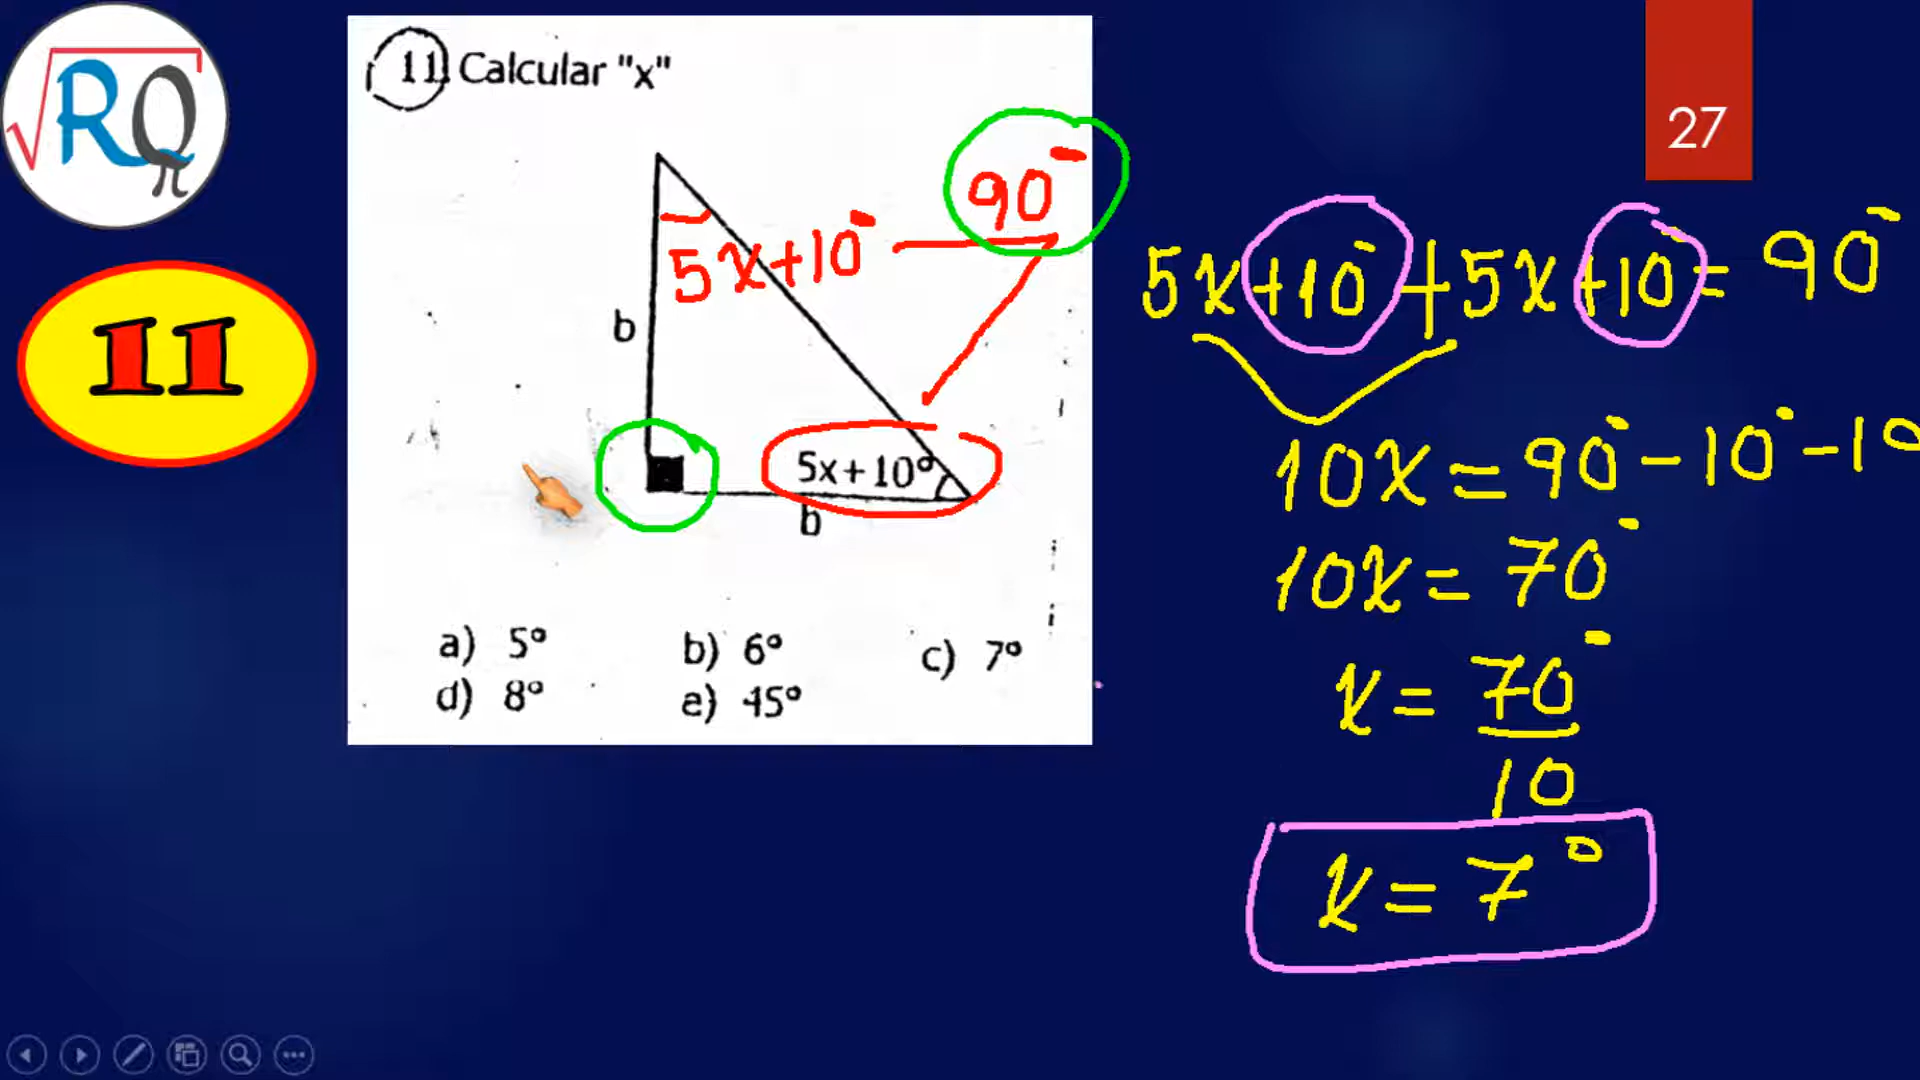 √RQπ
11
11 Calcular "x"
27
90°
5x+10°
b
5x+10°
b
a) 5° b) 6° c) 7°
d) 8° e) 45°
5x+10°+5x+10°=90°
10x=90°-10°-10
10x=70°
x=70°
10
x=7°